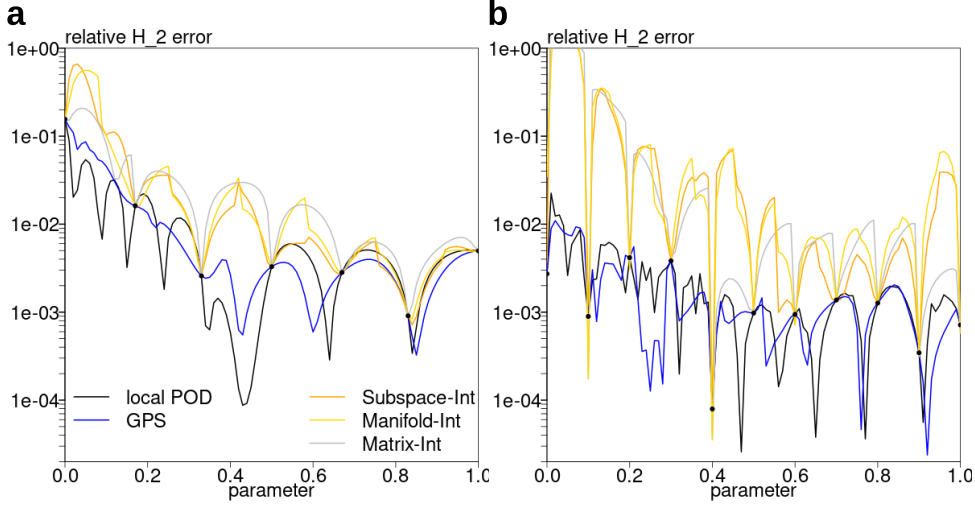 a
relative H_2 error
1e+00
1e-01
1e-02
1e-03
1e-04
local POD
GPS
Subspace-Int
Manifold-Int
Matrix-Int
0.0 0.2 0.4 0.6 0.8 1.0
parameter
b
relative H_2 error
1e+00
1e-01
1e-02
1e-03
1e-04
0.0 0.2 0.4 0.6 0.8 1.0
parameter